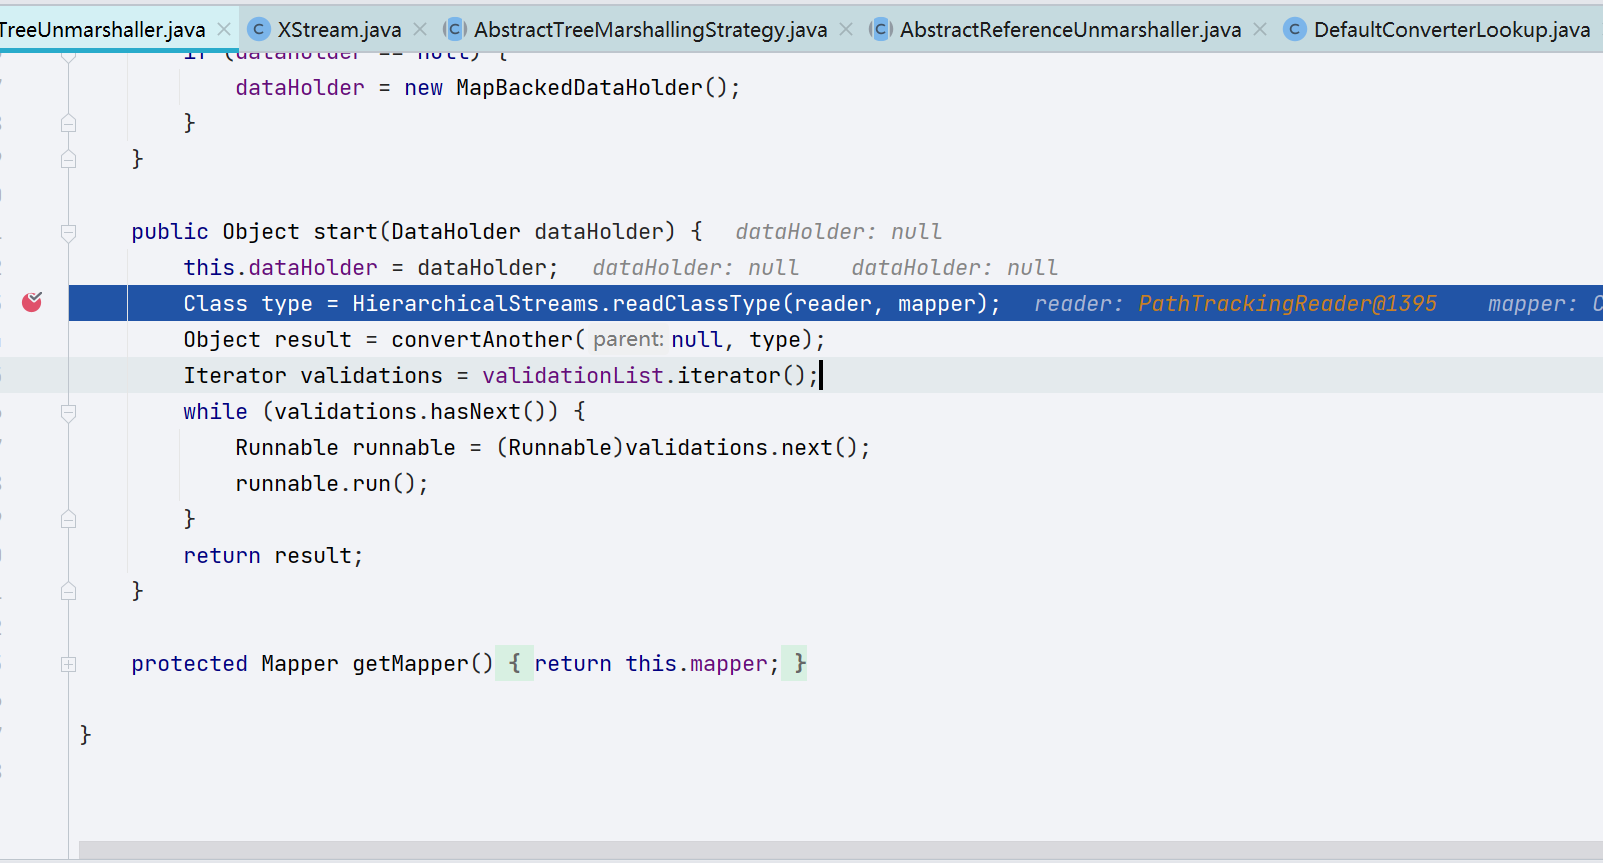 TreeUnmarshaller.java XStream.java AbstractTreeMarshallingStrategy.java AbstractReferenceUnmarshaller.java DefaultConverterLookup.java
if (dataHolder == null) {
dataHolder = new MapBackedDataHolder();
}
}
public Object start(DataHolder dataHolder) { dataHolder: null
this.dataHolder = dataHolder; dataHolder: null dataHolder: null
Class type = HierarchicalStreams.readClassType(reader, mapper); reader: PathTrackingReader@1395 mapper: C
Object result = convertAnother( parent: null, type);
Iterator validations = validationList.iterator();
while (validations.hasNext()) {
Runnable runnable = (Runnable)validations.next();
runnable.run();
}
return result;
}
protected Mapper getMapper() { return this.mapper; }
}